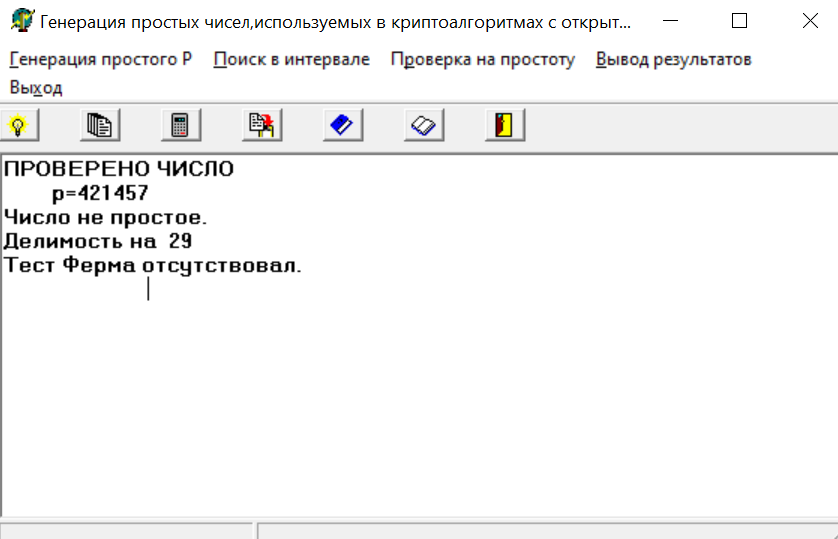 Генерация простых чисел,используемых в криптоалгоритмах с открыт...
Генерация простого Р Поиск в интервале Проверка на простоту Вывод результатов
Выход
ПРОВЕРЕНО ЧИСЛО
p=421457
Число не простое.
Делимость на 29
Тест Ферма отсутствовал.